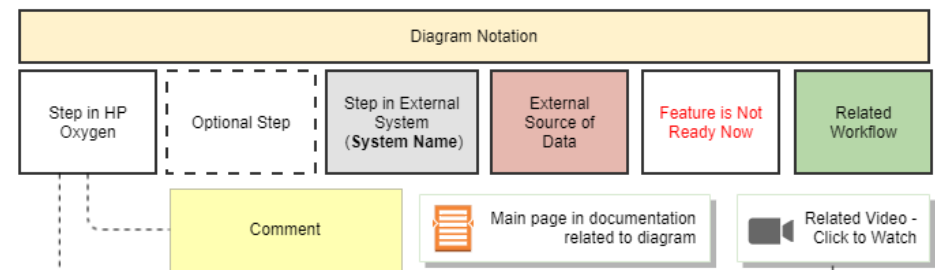 Diagram Notation
Step in HP
Oxygen
Optional Step
Step in External
System
(System Name)
External
Source of
Data
Feature is Not
Ready Now
Related
Workflow
Comment
Main page in documentation
related to diagram
Related Video -
Click to Watch